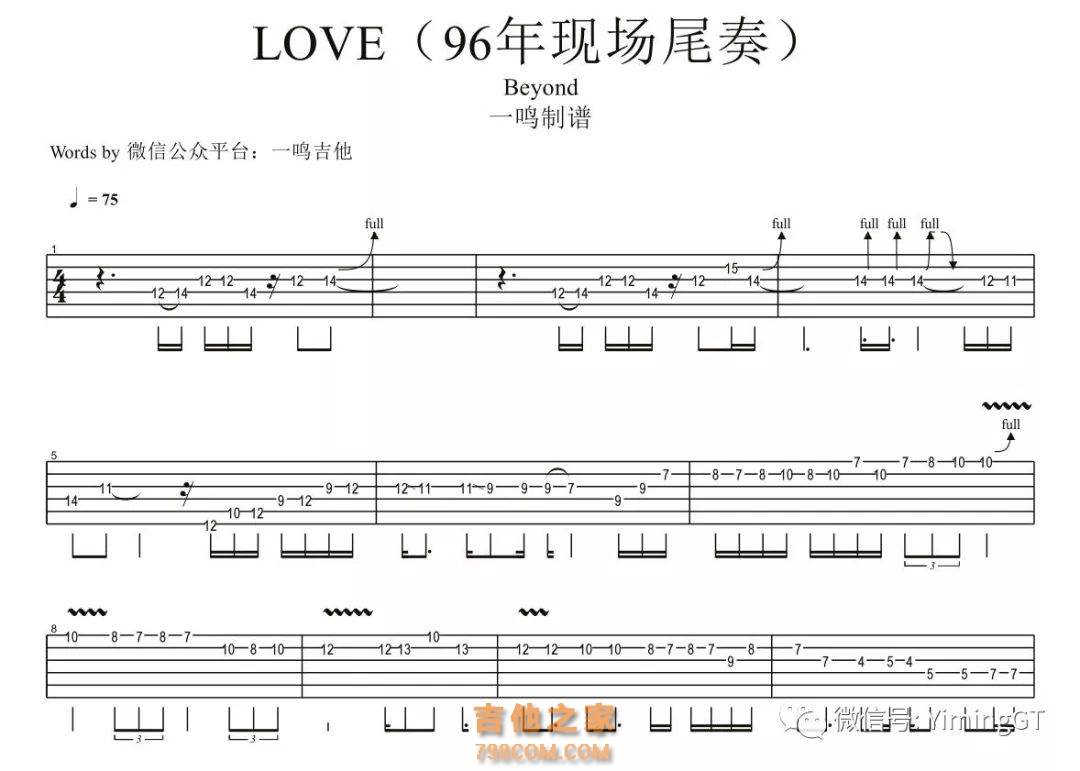 LOVE（96年现场尾奏）
Beyond
一鸣制谱
Words by 微信公众平台：一鸣吉他
= 75
full full full full full
1
4 4
12 14 12 12 14 12 14 12 14 12 12 14 12 15 14 14 14 14 12 11
full
5
14 11 12 10 12 9 12 9 12 12 11 11 9 9 9 7 9 9 7 8 7 8 10 8 10 7 10 7 8 10 10
3
8
10 8 7 8 7 10 8 10 12 12 13 10 13 12 12 10 10 8 7 8 7 9 8 7 7 4 5 4 5 5 7 7
3 3
吉他之家
798COM.COM
微信号: YimingGT